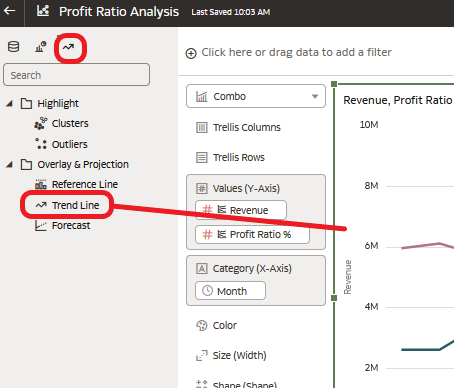 Profit Ratio Analysis Last Saved 10:03 AM
Click here or drag data to add a filter
Search
Highlight
Clusters
Outliers
Overlay & Projection
Reference Line
Trend Line
Forecast
Combo
Trellis Columns
Trellis Rows
Values (Y-Axis)
# Revenue
# Profit Ratio %
A Category (X-Axis)
Month
Color
Size (Width)
Shape (Shape)
Revenue, Profit Ratio
10M
8M
6M
4M
2M
Revenue